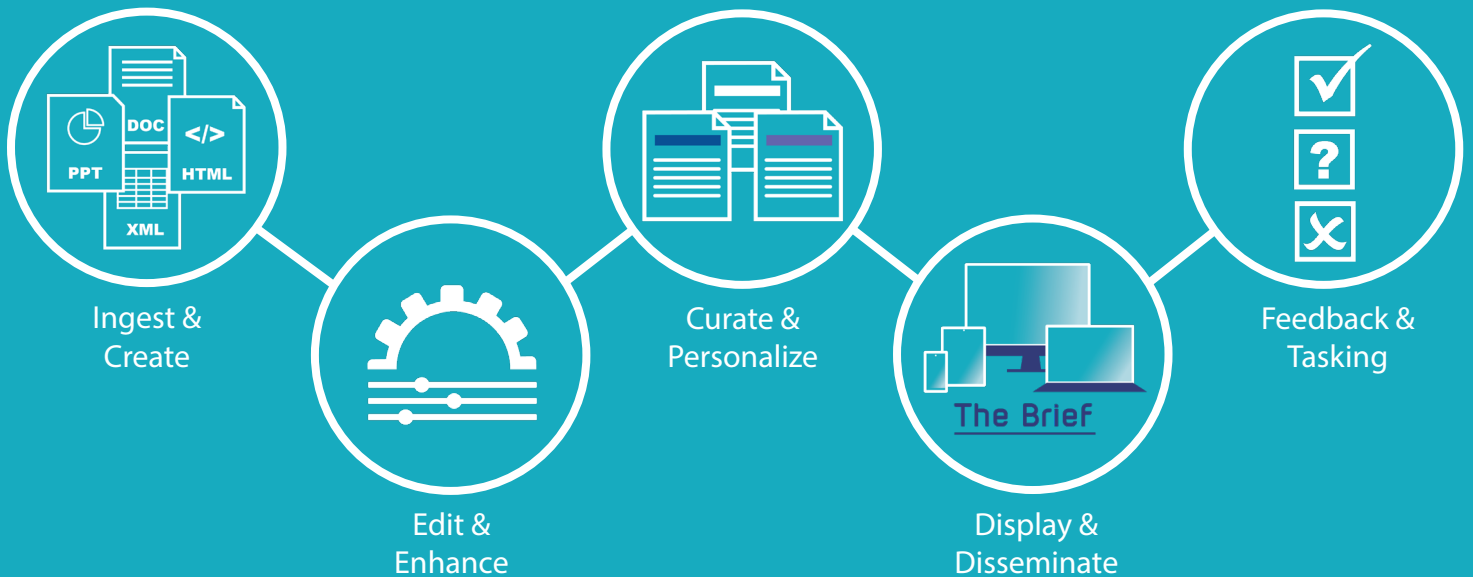 DOC
</>
PPT
HTML
XML
Ingest &
Create
Edit &
Enhance
Curate &
Personalize
The Brief
Display &
Disseminate
?
Feedback &
Tasking